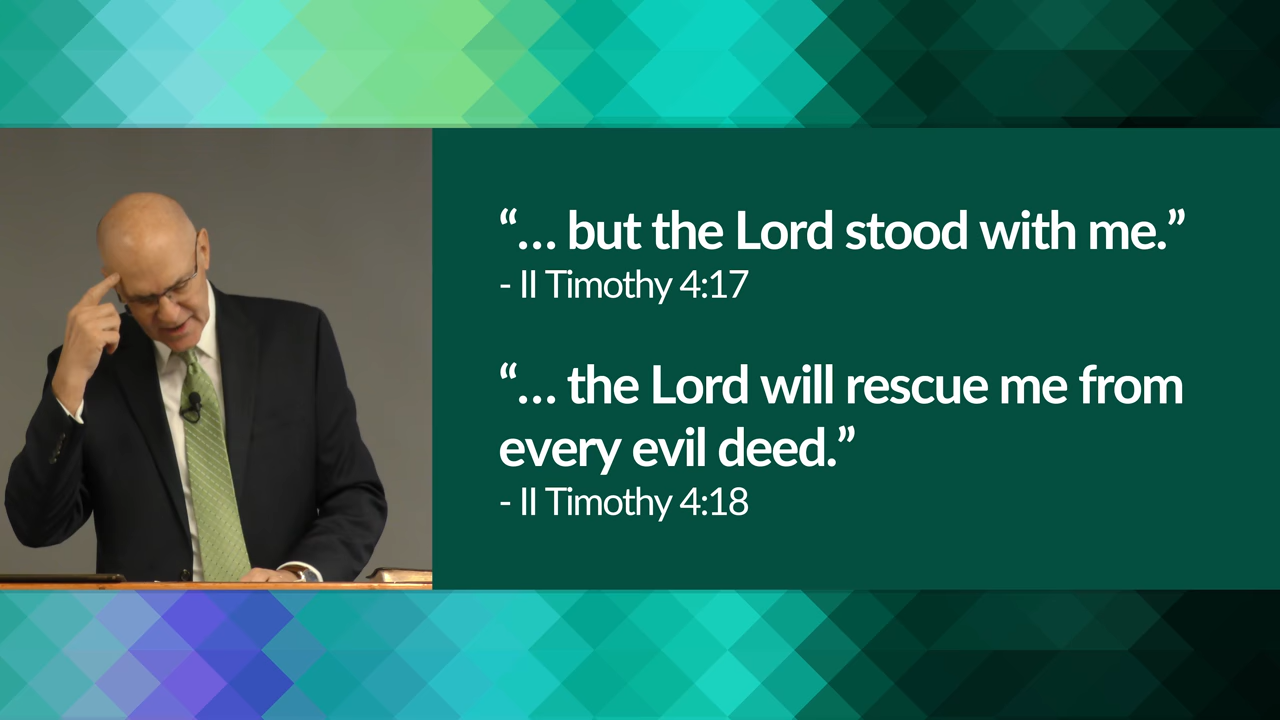 “… but the Lord stood with me.”
- II Timothy 4:17
“… the Lord will rescue me from
every evil deed.”
- II Timothy 4:18